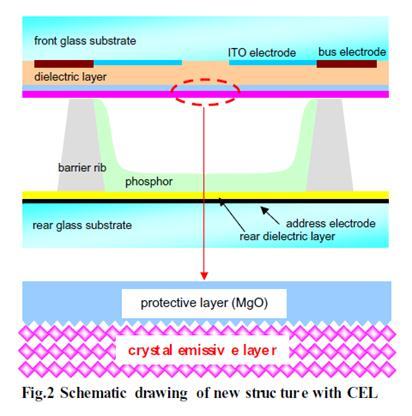 front glass substrate
ITO electrode
bus electrode
dielectric layer
barrier rib
phosphor
rear glass substrate
address electrode
rear dielectric layer
protective layer (MgO)
crystal emissive layer
Fig.2 Schematic drawing of new structure with CEL